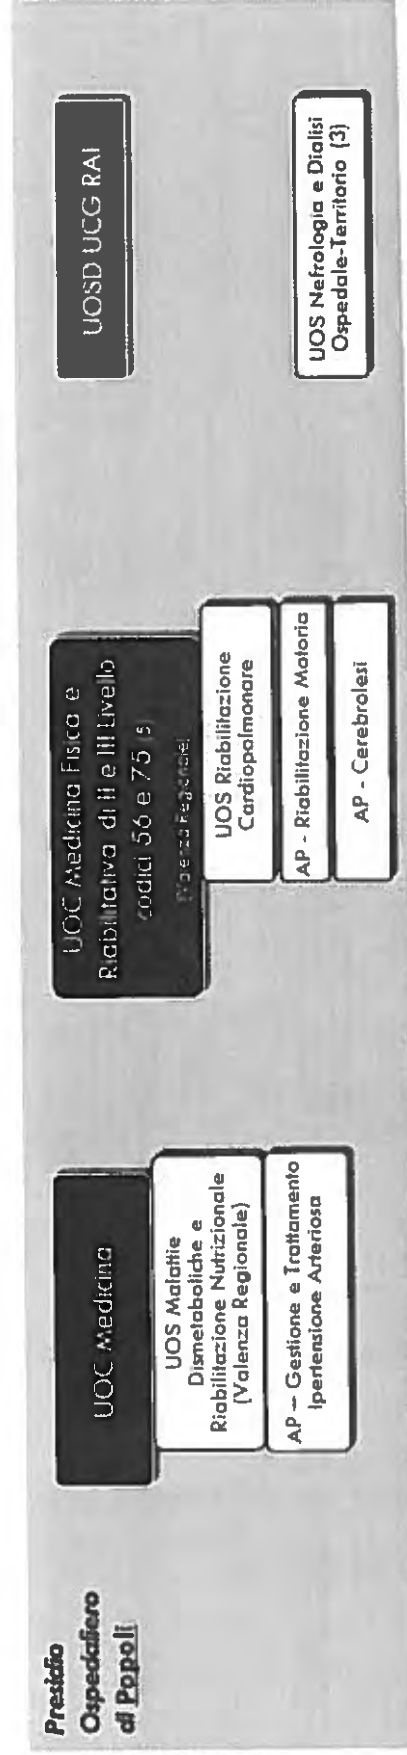 Presidio
Ospedaliero
di Popoli
UOC Medicina
UOS Malattie
Dismetaboliche e
Riabilitazione Nutrizionale
(Valenza Regionale)
AP – Gestione e Trattamento
Ipertensione Arteriosa
UOC Medicina Fisica e
Riabilitativa di II e III Livello
codici 56 e 75 (s)
(Valenza Regionale)
UOS Riabilitazione
Cardiopolmonare
AP - Riabilitazione Motoria
AP - Cerebrolesi
UOSD UCG RAI
UOS Nefrologia e Dialisi
Ospedale-Territorio (3)